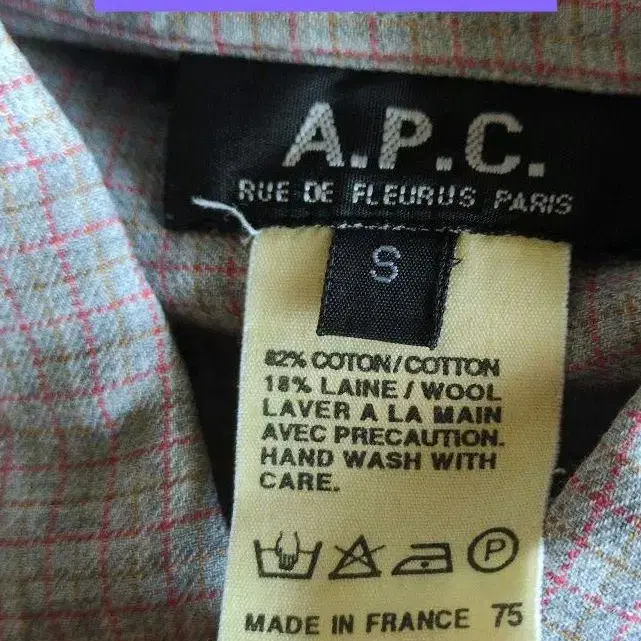 A.P.C.
RUE DE FLEURUS PARIS
S
82% COTON/COTTON
18% LAINE / WOOL
LAVER A LA MAIN
AVEC PRECAUTION.
HAND WASH WITH
CARE.
P
MADE IN FRANCE 75